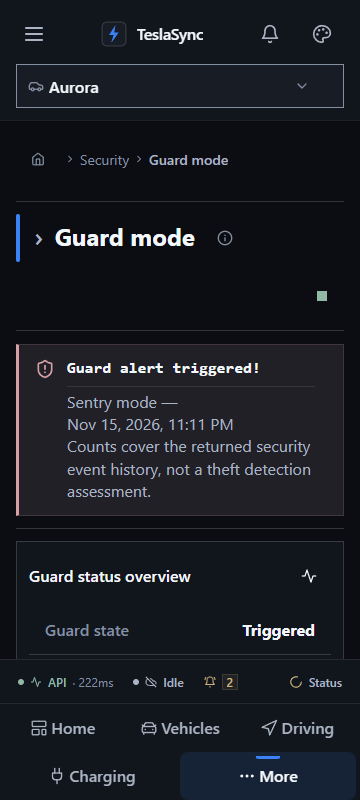 TeslaSync
Aurora
Security
Guard mode
Guard mode
Guard alert triggered!
Sentry mode —
Nov 15, 2026, 11:11 PM
Counts cover the returned security
event history, not a theft detection
assessment.
Guard status overview
Guard state
Triggered
API · 222ms
Idle
2
Status
Home
Vehicles
Driving
Charging
More